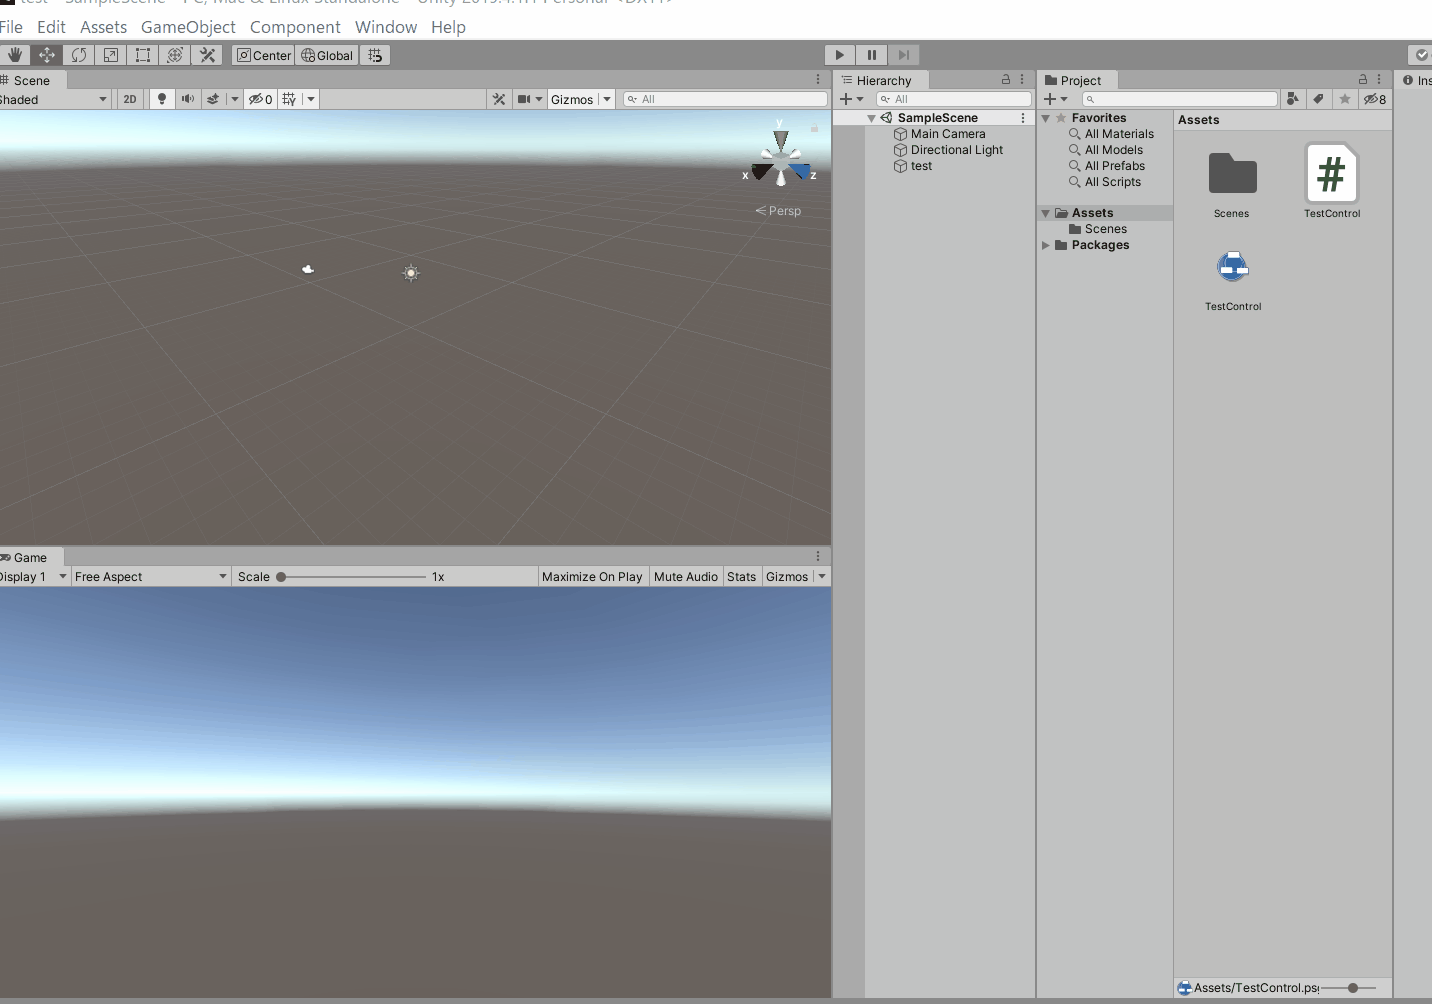 File Edit Assets GameObject Component Window Help
Center Global
Scene
Shaded 2D 0 Gizmos All
y
x z
Persp
Game
Display 1 Free Aspect Scale 1x Maximize On Play Mute Audio Stats Gizmos
Hierarchy
All
SampleScene
Main Camera
Directional Light
test
Project
8
Favorites
All Materials
All Models
All Prefabs
All Scripts
Assets
Scenes
Packages
Assets
Scenes
#
TestControl
TestControl
Assets/TestControl.ps
Ins